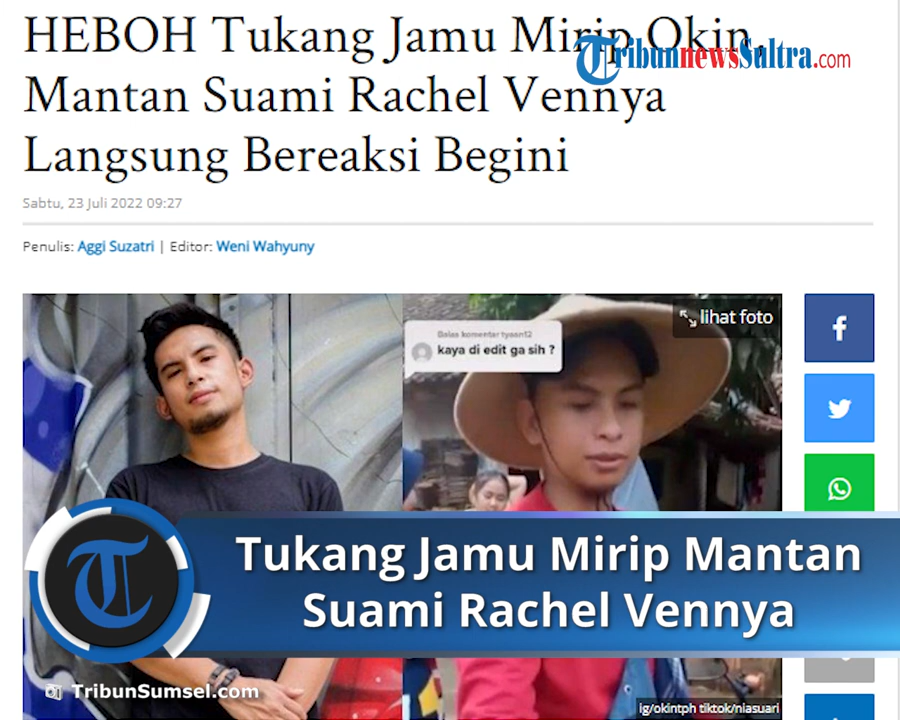 HEBOH Tukang Jamu Mirip Okin,
TribunnewsSultra.com
Mantan Suami Rachel Vennya
Langsung Bereaksi Begini
Sabtu, 23 Juli 2022 09:27
Penulis: Aggi Suzatri | Editor: Weni Wahyuny
lihat foto
Balas komentar tyaan12
kaya di edit ga sih ?
Tukang Jamu Mirip Mantan
Suami Rachel Vennya
TribunSumsel.com
ig/okintph tiktok/niasuari